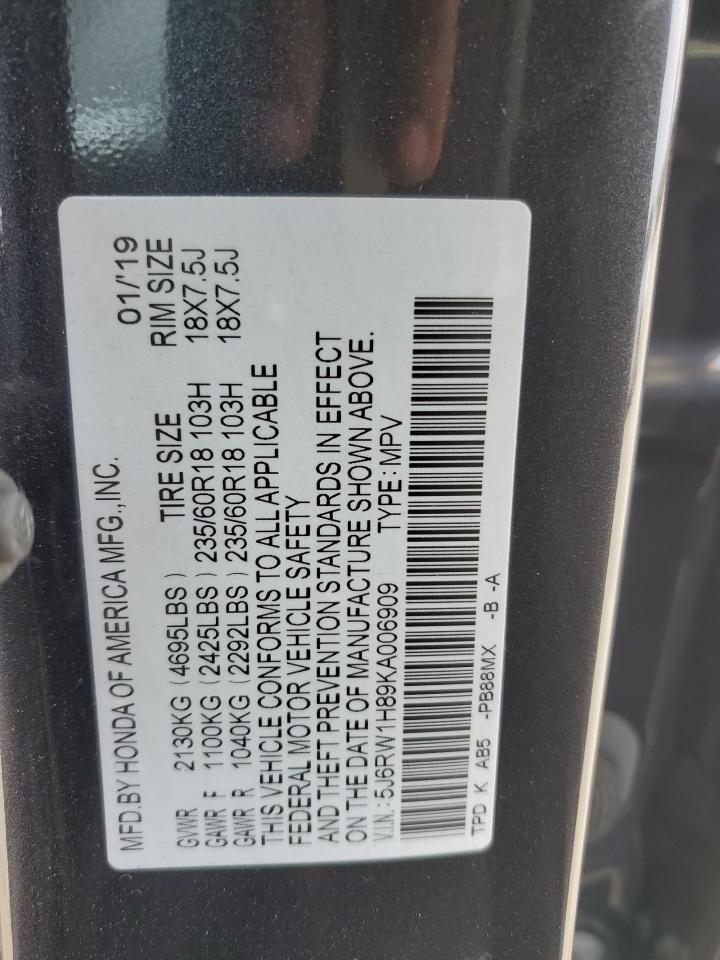 MFD.BY HONDA OF AMERICA MFG.,INC. 01/'19
GVWR 2130KG (4695LBS) TIRE SIZE RIM SIZE
GAWR F 1100KG (2425LBS) 235/60R18 103H 18X7.5J
GAWR R 1040KG (2292LBS) 235/60R18 103H 18X7.5J
THIS VEHICLE CONFORMS TO ALL APPLICABLE
FEDERAL MOTOR VEHICLE SAFETY
AND THEFT PREVENTION STANDARDS IN EFFECT
ON THE DATE OF MANUFACTURE SHOWN ABOVE.
V.I.N.: 5J6RW1H89KA006909 TYPE: MPV
TPD K AB5 -PB88MX -B -A